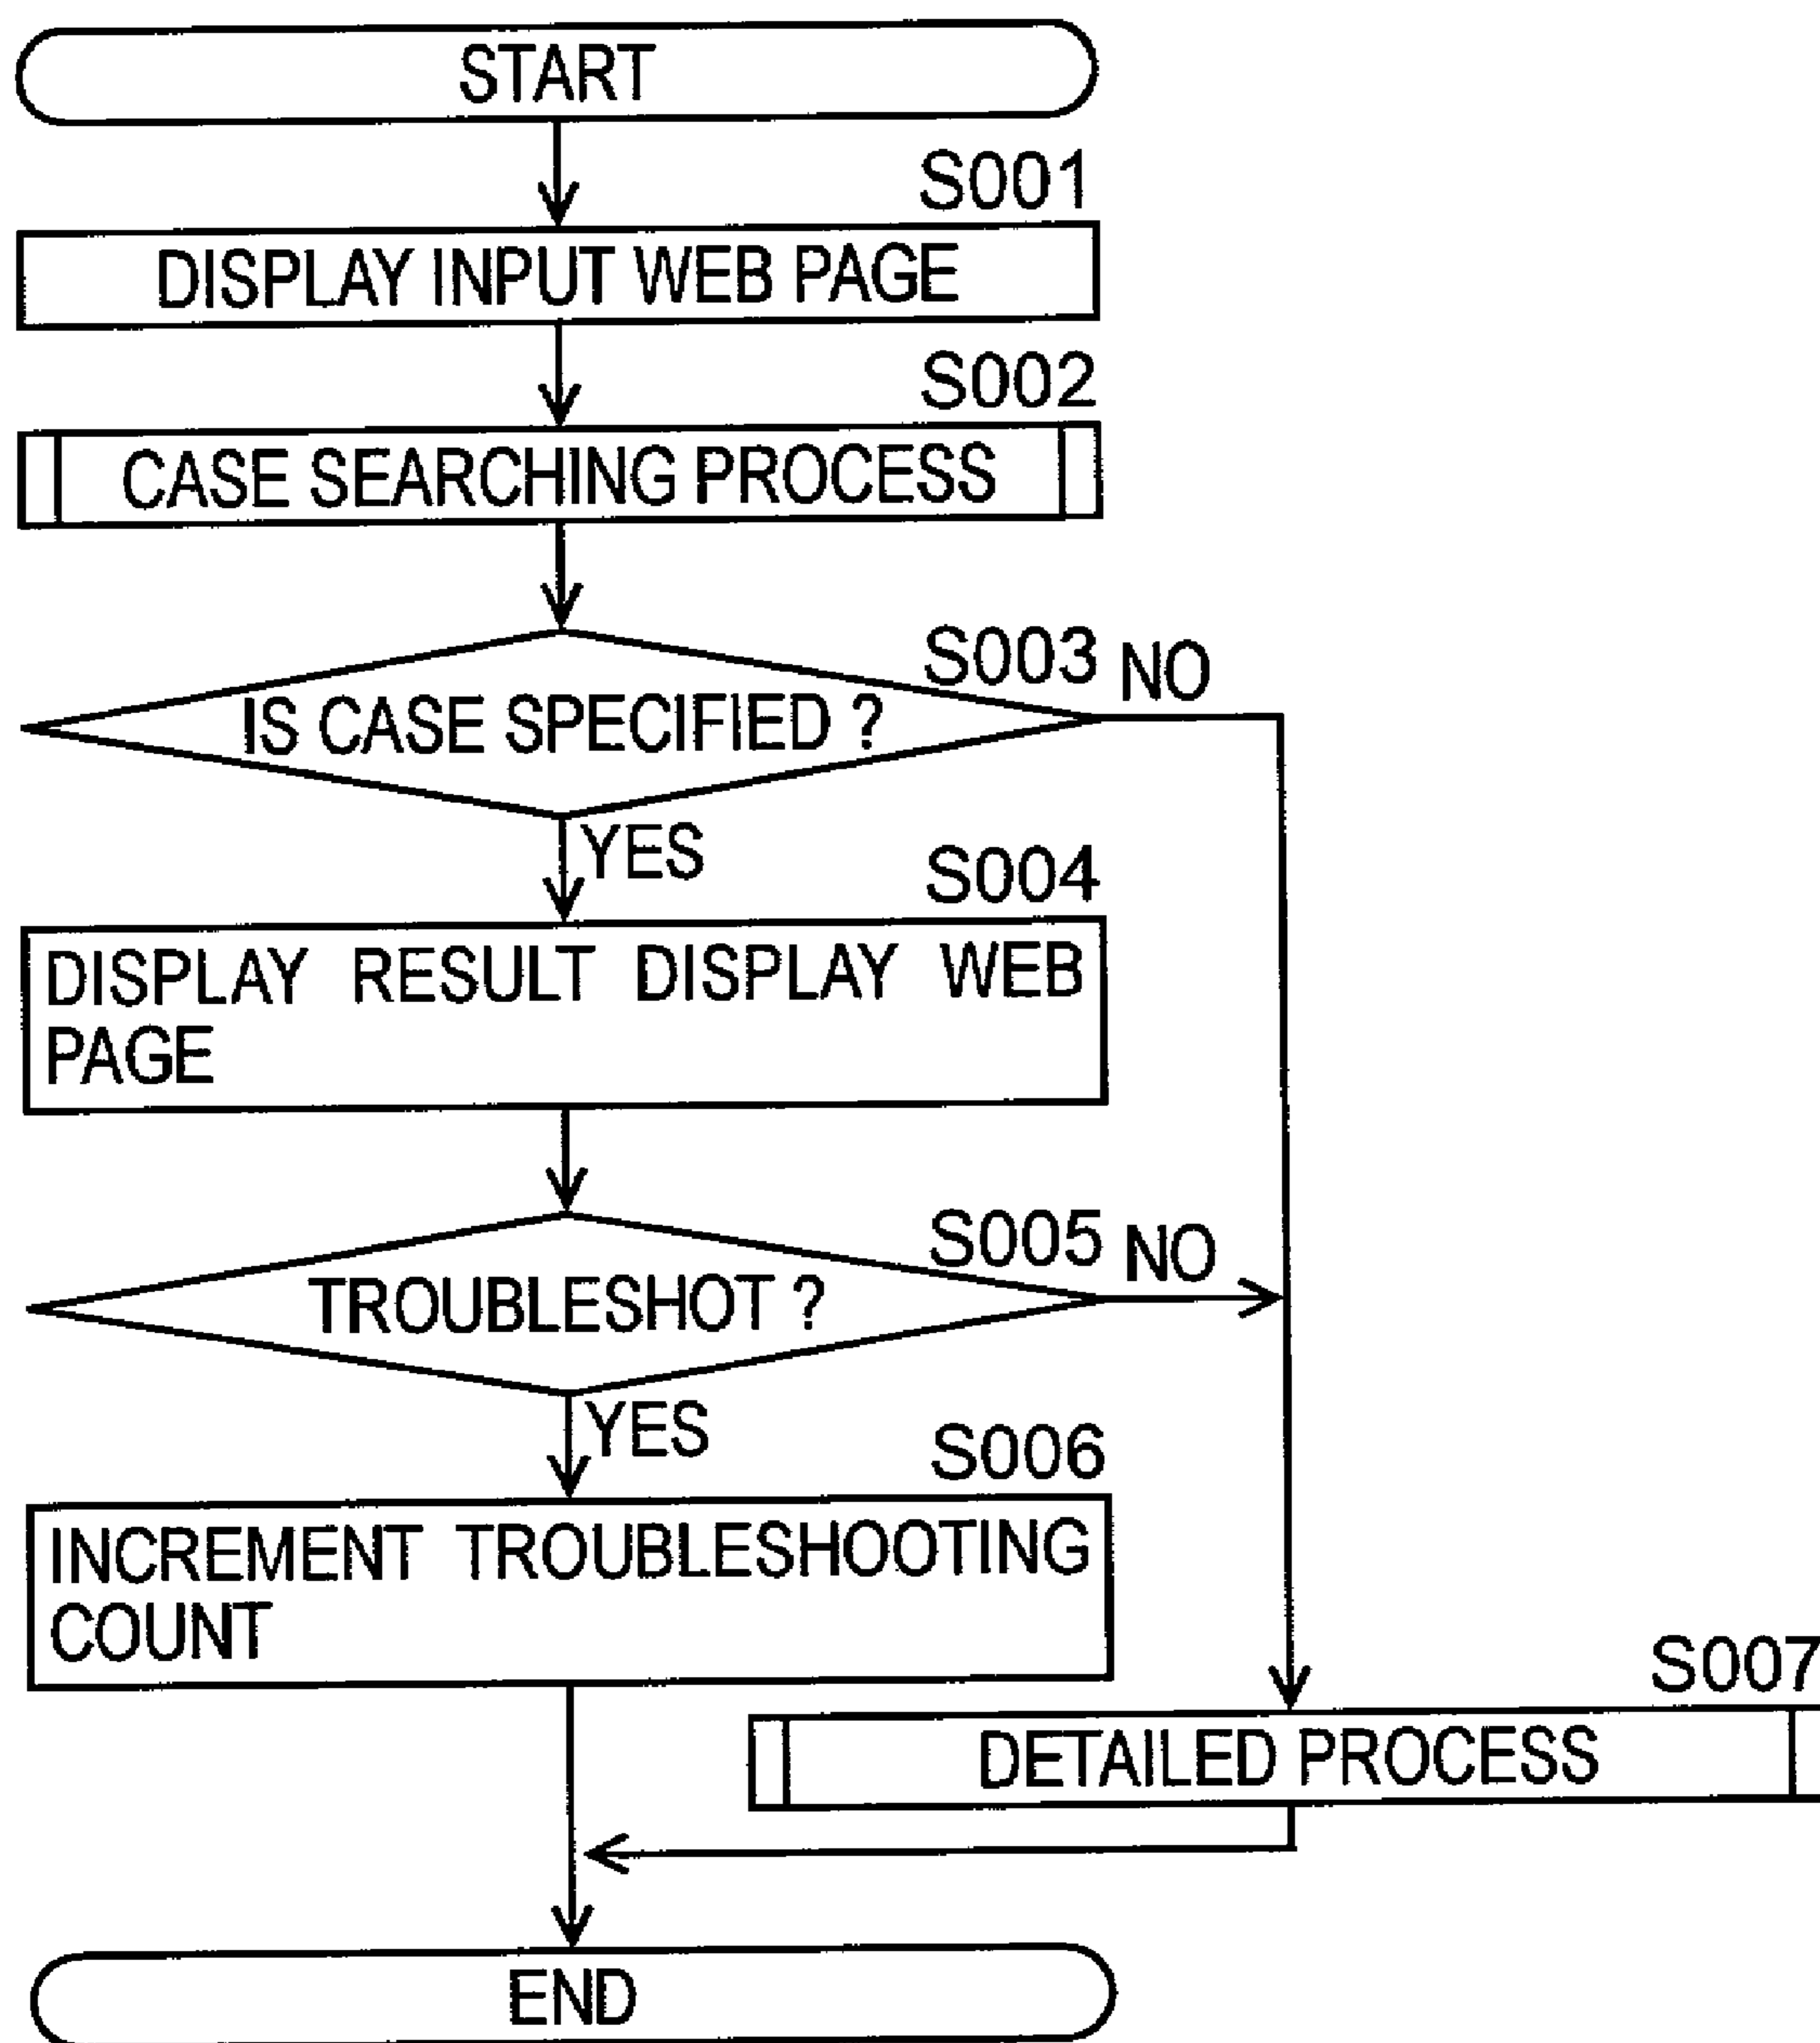 START
S001
DISPLAY INPUT WEB PAGE
S002
CASE SEARCHING PROCESS
S003 NO
IS CASE SPECIFIED ?
YES
S004
DISPLAY RESULT DISPLAY WEB
PAGE
S005 NO
TROUBLESHOT ?
YES
S006
INCREMENT TROUBLESHOOTING
COUNT
S007
DETAILED PROCESS
END